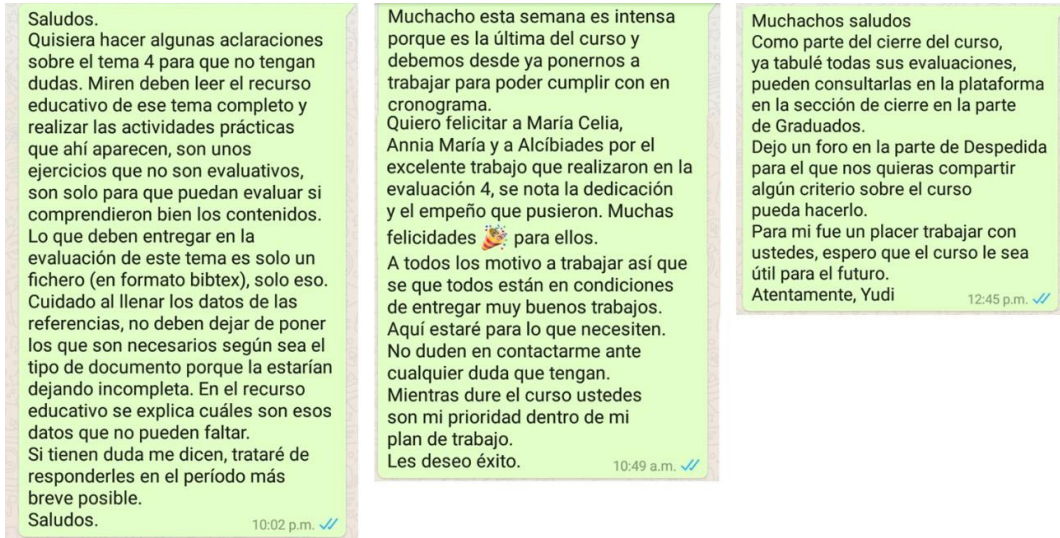 Saludos.
Quisiera hacer algunas aclaraciones
sobre el tema 4 para que no tengan
dudas. Miren deben leer el recurso
educativo de ese tema completo y
realizar las actividades prácticas
que ahí aparecen, son unos
ejercicios que no son evaluativos,
son solo para que puedan evaluar si
comprendieron bien los contenidos.
Lo que deben entregar en la
evaluación de este tema es solo un
fichero (en formato bibtex), solo eso.
Cuidado al llenar los datos de las
referencias, no deben dejar de poner
los que son necesarios según sea el
tipo de documento porque la estarían
dejando incompleta. En el recurso
educativo se explica cuáles son esos
datos que no pueden faltar.
Si tienen duda me dicen, trataré de
responderles en el período más
breve posible.
Saludos.
10:02 p.m.
Muchacho esta semana es intensa
porque es la última del curso y
debemos desde ya ponernos a
trabajar para poder cumplir con en
cronograma.
Quiero felicitar a María Celia,
Annia María y a Alcíbiades por el
excelente trabajo que realizaron en la
evaluación 4, se nota la dedicación
y el empeño que pusieron. Muchas
felicidades 🎉 para ellos.
A todos los motivo a trabajar así que
se que todos están en condiciones
de entregar muy buenos trabajos.
Aquí estaré para lo que necesiten.
No duden en contactarme ante
cualquier duda que tengan.
Mientras dure el curso ustedes
son mi prioridad dentro de mi
plan de trabajo.
Les deseo éxito.
10:49 a.m.
Muchachos saludos
Como parte del cierre del curso,
ya tabulé todas sus evaluaciones,
pueden consultarlas en la plataforma
en la sección de cierre en la parte
de Graduados.
Dejo un foro en la parte de Despedida
para el que nos quieras compartir
algún criterio sobre el curso
pueda hacerlo.
Para mi fue un placer trabajar con
ustedes, espero que el curso le sea
útil para el futuro.
Atentamente, Yudi
12:45 p.m.